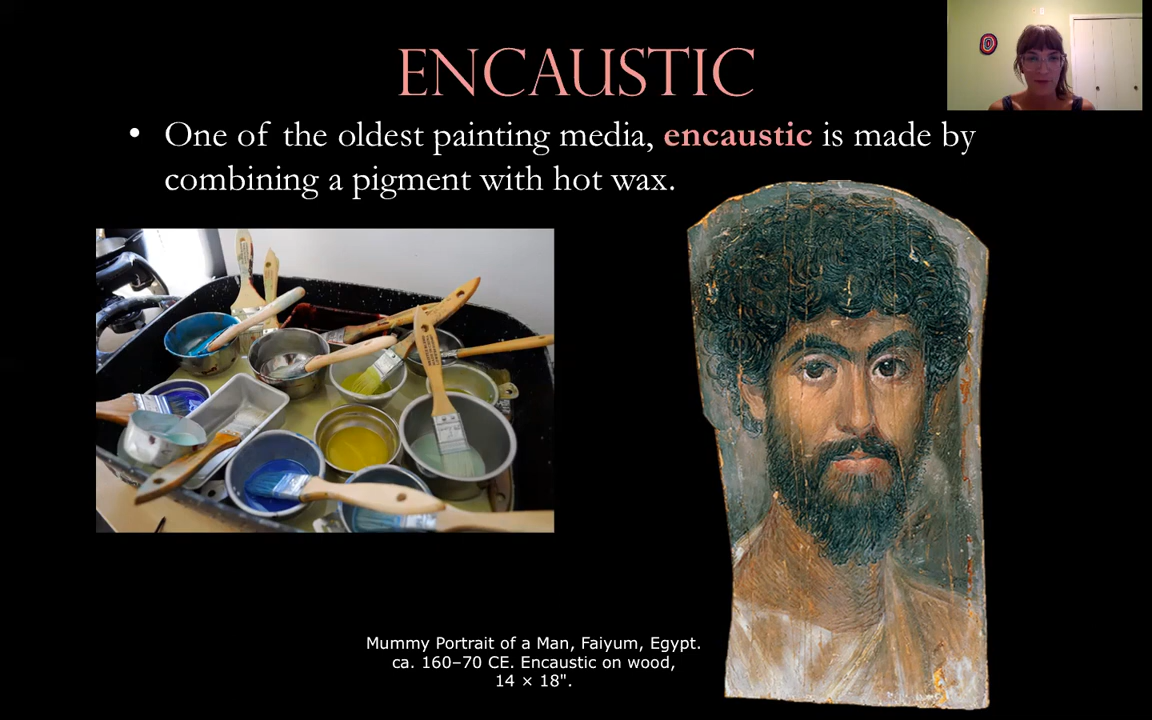 ENCAUSTIC
• One of the oldest painting media, encaustic is made by
combining a pigment with hot wax.
Mummy Portrait of a Man, Faiyum, Egypt.
ca. 160–70 CE. Encaustic on wood,
14 × 18".